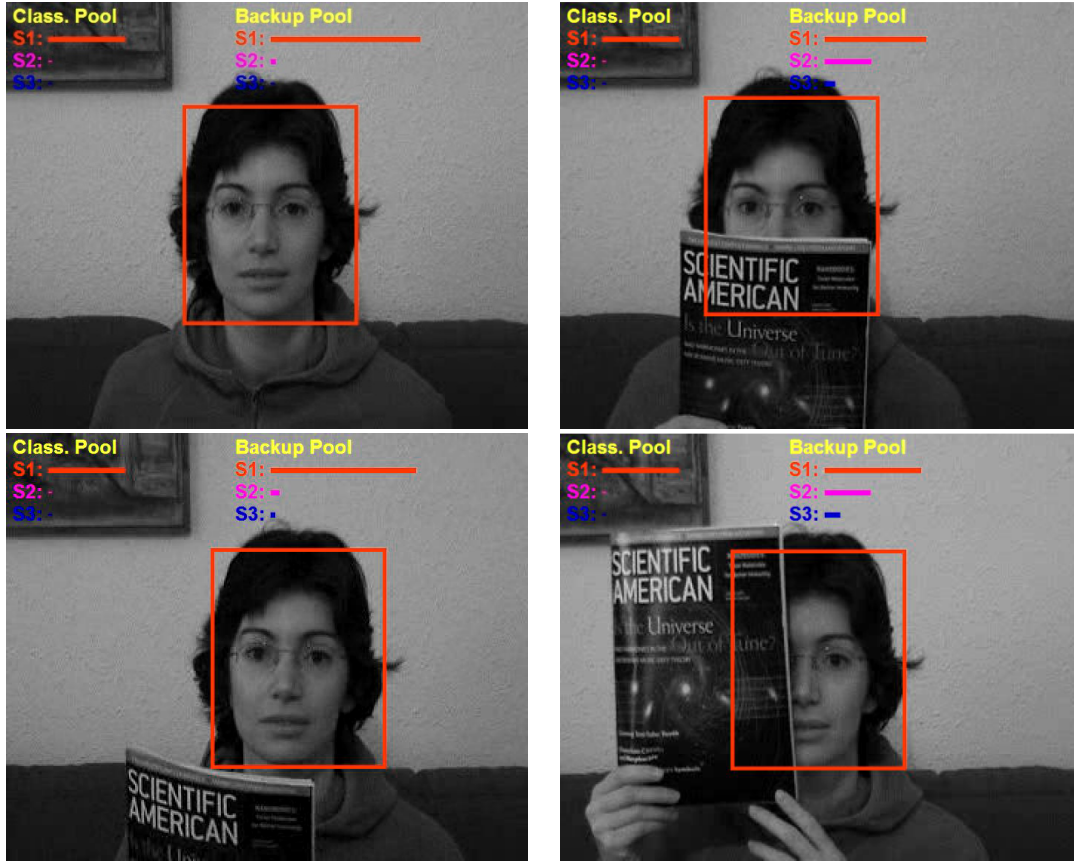 Class. Pool Backup Pool
S1: S1:
S2: S2:
S3: S3:
Class. Pool Backup Pool
S1: S1:
S2: S2:
S3: S3:
SCIENTIFIC
AMERICAN
Is the Universe
Out of Tune?
Class. Pool Backup Pool
S1: S1:
S2: S2:
S3: S3:
SCIENTIFIC
AMERICAN
Is the Universe
Class. Pool Backup Pool
S1: S1:
S2: S2:
S3: S3:
SCIENTIFIC
AMERICAN
the Universe
Out of Tune?